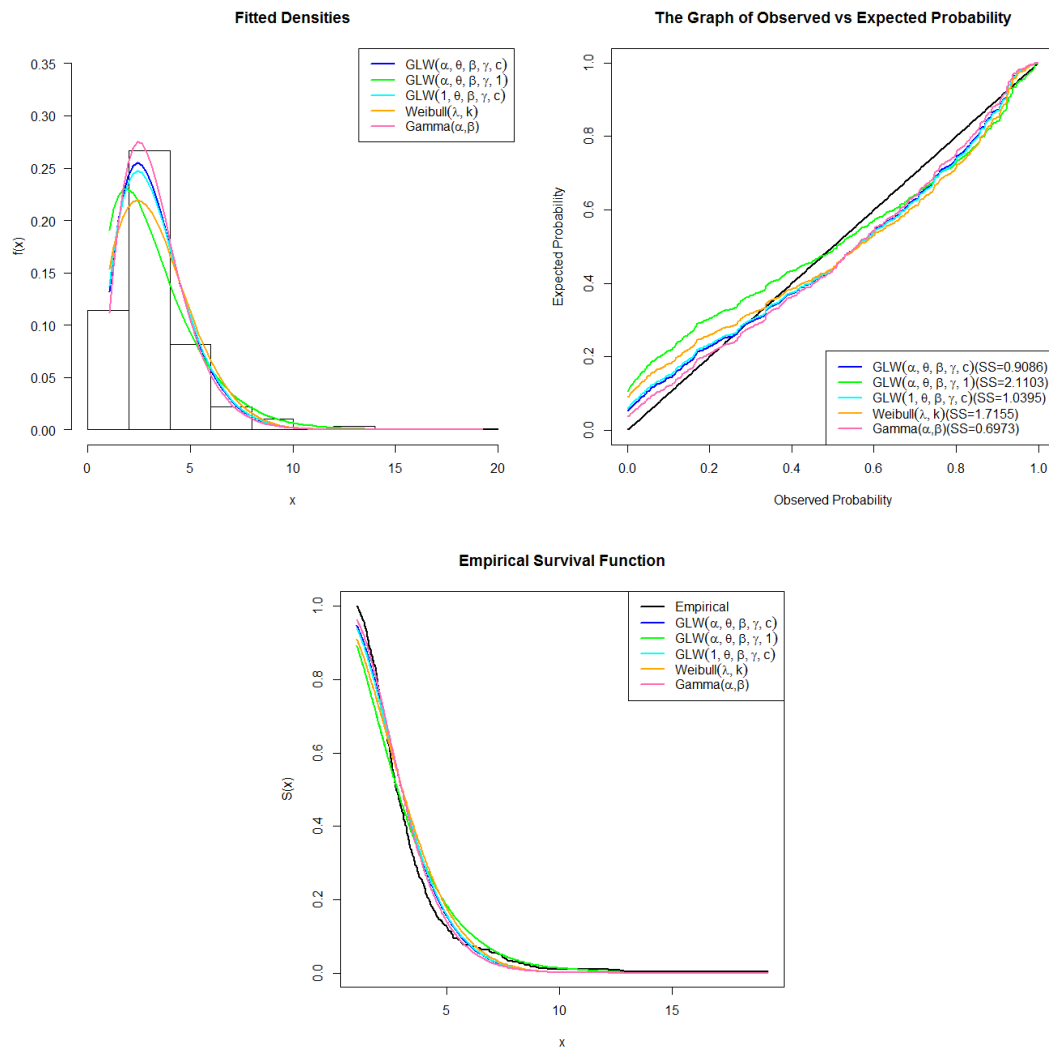 Fitted Densities
GLW(α, θ, β, γ, c)
GLW(α, θ, β, γ, 1)
GLW(1, θ, β, γ, c)
Weibull(λ, k)
Gamma(α,β)
0.35
0.30
0.25
0.20
0.15
0.10
0.05
0.00
f(x)
0 5 10 15 20
x
The Graph of Observed vs Expected Probability
1.0
0.8
0.6
0.4
0.2
0.0
Expected Probability
GLW(α, θ, β, γ, c)(SS=0.9086)
GLW(α, θ, β, γ, 1)(SS=2.1103)
GLW(1, θ, β, γ, c)(SS=1.0395)
Weibull(λ, k)(SS=1.7155)
Gamma(α,β)(SS=0.6973)
0.0 0.2 0.4 0.6 0.8 1.0
Observed Probability
Empirical Survival Function
Empirical
GLW(α, θ, β, γ, c)
GLW(α, θ, β, γ, 1)
GLW(1, θ, β, γ, c)
Weibull(λ, k)
Gamma(α,β)
1.0
0.8
0.6
0.4
0.2
0.0
S(x)
5 10 15
x